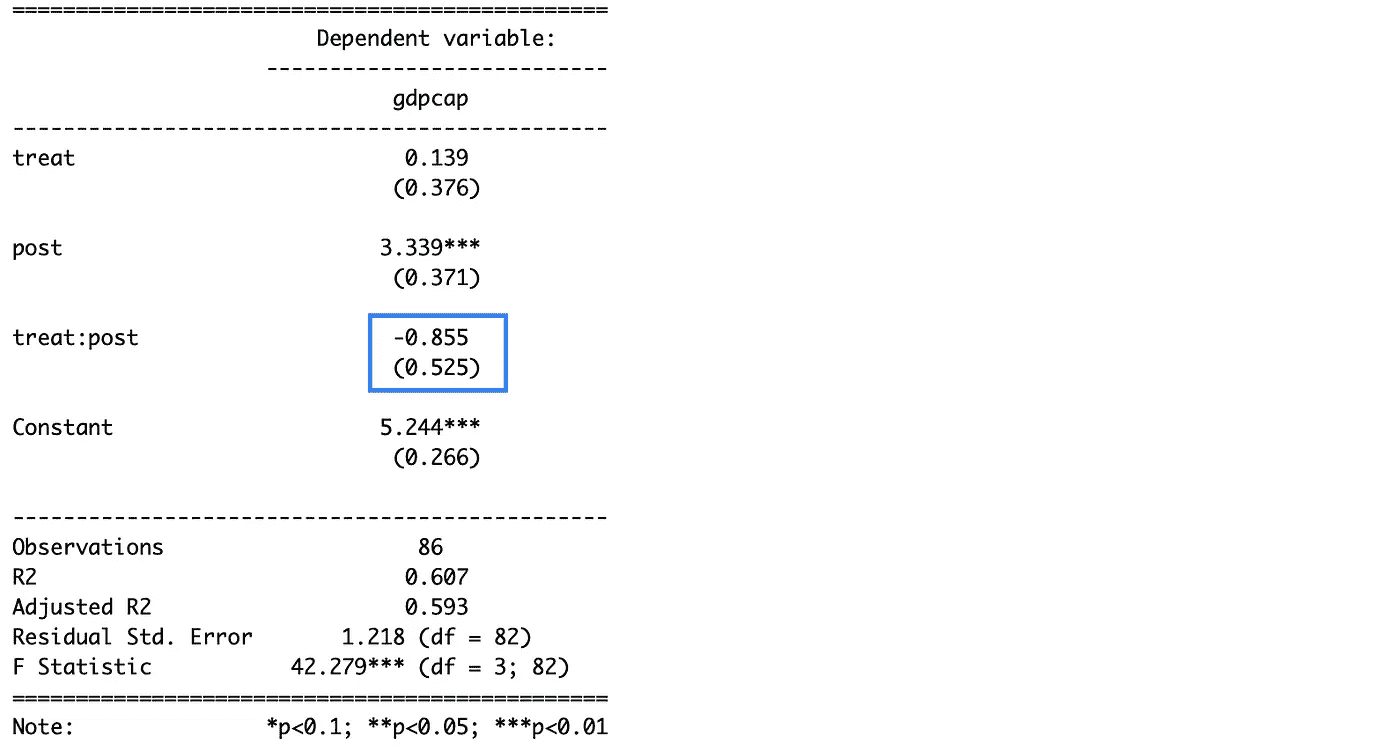 ===============================================
Dependent variable:
---------------------------
gdpcap
-----------------------------------------------
treat 0.139
(0.376)
post 3.339***
(0.371)
treat:post -0.855
(0.525)
Constant 5.244***
(0.266)
-----------------------------------------------
Observations 86
R2 0.607
Adjusted R2 0.593
Residual Std. Error 1.218 (df = 82)
F Statistic 42.279*** (df = 3; 82)
===============================================
Note: *p<0.1; **p<0.05; ***p<0.01